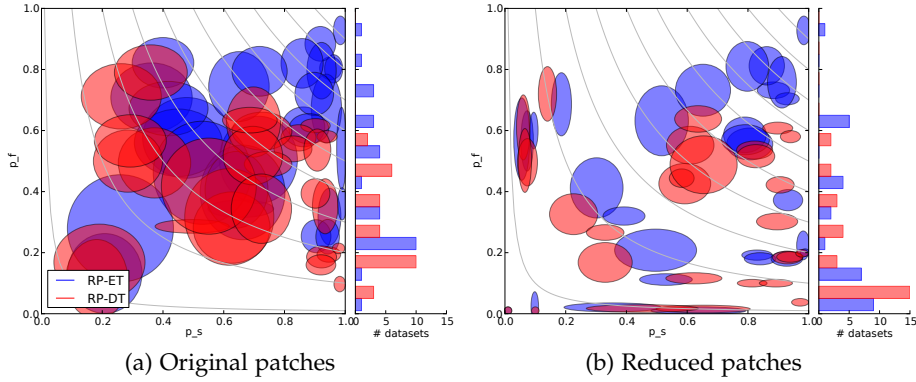 1.0
0.8
0.6
0.4
0.2
0.0
p_f
RP-ET
RP-DT
0.0 0.2 0.4 0.6 0.8 1.0
p_s
0 5 10 15
# datasets
(a) Original patches
1.0
0.8
0.6
0.4
0.2
0.0
p_f
0.0 0.2 0.4 0.6 0.8 1.0
p_s
0 5 10 15
# datasets
(b) Reduced patches